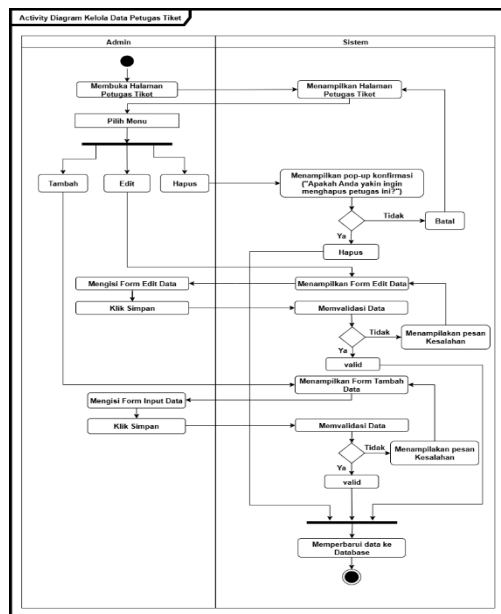 Activity Diagram Kelola Data Petugas Tiket
Admin
Sistem
Membuka Halaman
Petugas Tiket
Menampilkan Halaman
Petugas Tiket
Pilih Menu
Tambah
Edit
Hapus
Menampilkan pop-up konfirmasi
("Apakah Anda yakin ingin
menghapus petugas ini?")
Tidak
Batal
Ya
Hapus
Mengisi Form Edit Data
Menampilkan Form Edit Data
Klik Simpan
Memvalidasi Data
Tidak
Menampilakan pesan
Kesalahan
Ya
valid
Menampilkan Form Tambah
Data
Mengisi Form Input Data
Klik Simpan
Memvalidasi Data
Tidak
Menampilakan pesan
Kesalahan
Ya
valid
Memperbarui data ke
Database